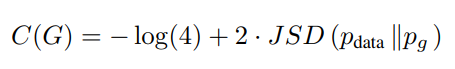 C(G) = − log(4) + 2 · JSD (p_data ‖p_g )